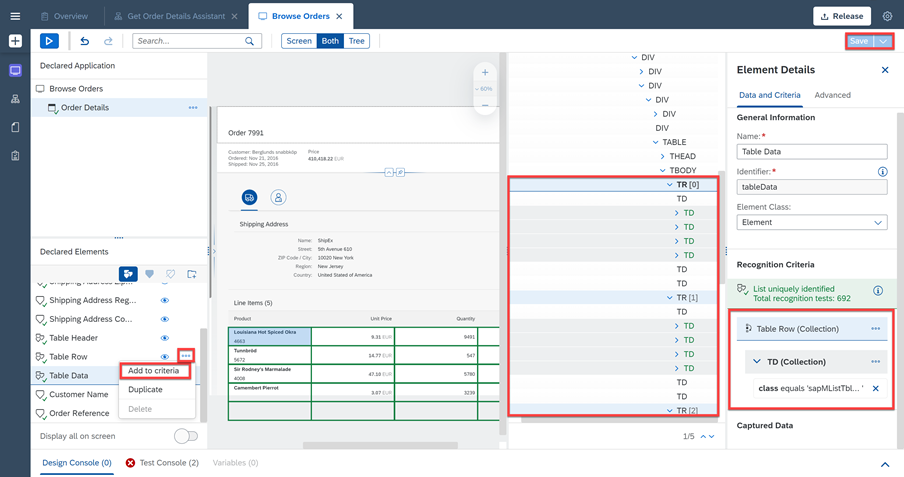 Overview
Get Order Details Assistant
Browse Orders
Release
Search...
Screen
Both
Tree
Save
Declared Application
Browse Orders
Order Details
Declared Elements
Shipping Address Reg...
Shipping Address Co...
Table Header
Table Row
Table Data
Customer Name
Order Reference
Add to criteria
Duplicate
Delete
Display all on screen
+
60%
Order 7991
Customer: Berglunds snabbköp
Ordered: Nov 21, 2016
Shipped: Nov 25, 2016
Price
410,418.22 EUR
Shipping Address
Name: ShipEx
Street: 5th Avenue 610
ZIP Code / City: 10020 New York
Region: New Jersey
Country: United Stated of America
Line Items (5)
Product Unit Price Quantity
Louisiana Hot Spiced Okra
4663
9.31 EUR 9491
Tunnbröd
5672
14.77 EUR 547
Sir Rodney's Marmalade
4008
47.10 EUR 5780
Camembert Pierrot
3.07 EUR 3239
DIV
DIV
DIV
DIV
DIV
DIV
TABLE
THEAD
TBODY
TR [0]
TD
TD
TD
TD
TD
TD
TD
TR [1]
TD
TD
TD
TD
TD
TD
TD
TR [2]
1/5
Element Details
Data and Criteria
Advanced
General Information
Name: *
Table Data
Identifier: *
tableData
Element Class:
Element
Recognition Criteria
List uniquely identified
Total recognition tests: 692
Table Row (Collection)
TD (Collection)
class equals 'sapMListTbl... '
Captured Data
Design Console (0)
Test Console (2)
Variables (0)